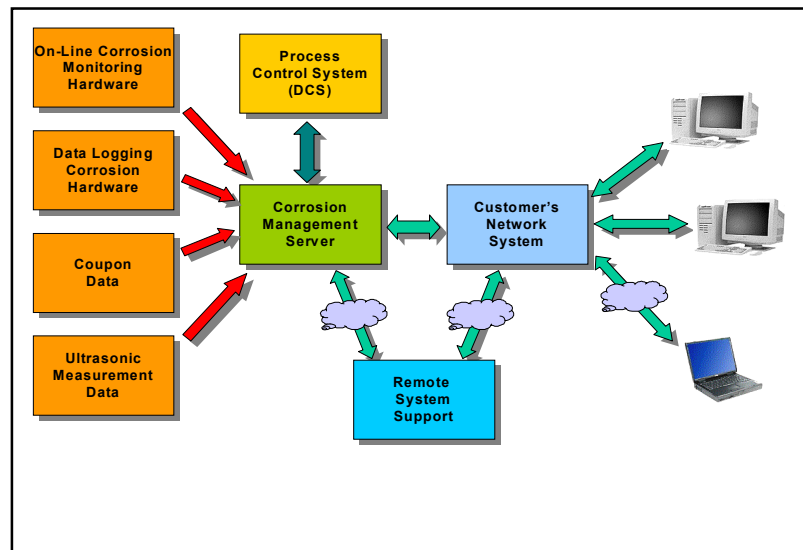 On-Line Corrosion
Monitoring
Hardware
Process
Control System
(DCS)
Data Logging
Corrosion
Hardware
Corrosion
Management
Server
Customer's
Network
System
Coupon
Data
Ultrasonic
Measurement
Data
Remote
System
Support